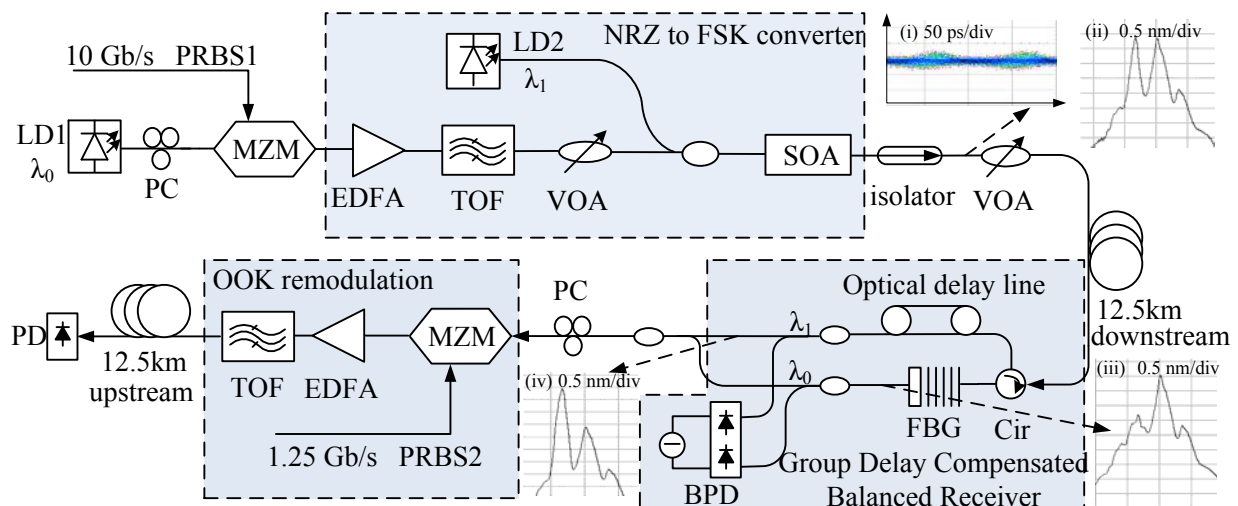 NRZ to FSK converter
(i) 50 ps/div
(ii) 0.5 nm/div
LD2
λ1
10 Gb/s PRBS1
LD1
λ0
PC
MZM
EDFA
TOF
VOA
SOA
isolator
VOA
OOK remodulation
PC
Optical delay line
12.5km
downstream
PD
12.5km
upstream
TOF
EDFA
MZM
λ1
λ0
(iii) 0.5 nm/div
(iv) 0.5 nm/div
FBG
Cir
1.25 Gb/s PRBS2
BPD
Group Delay Compensated
Balanced Receiver